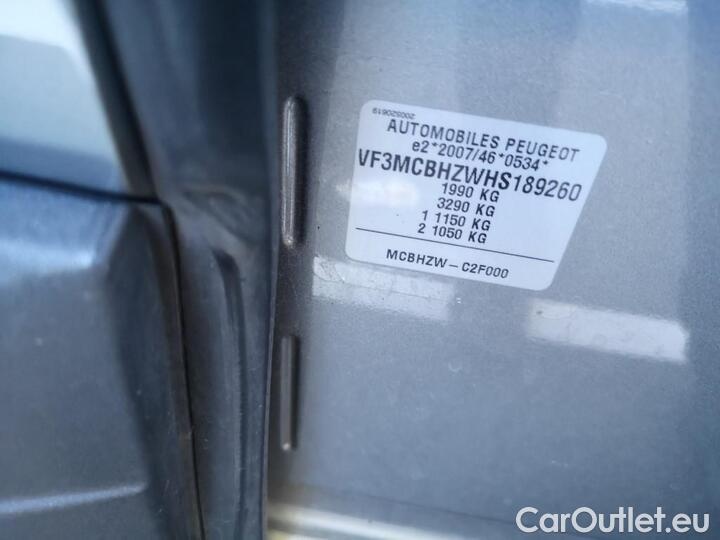 2003S20619
AUTOMOBILES PEUGEOT
e2*2007/46*0534*
VF3MCBHZWHS189260
1990 KG
3290 KG
1 1150 KG
2 1050 KG
MCBHZW-C2F000
CarOutlet.eu